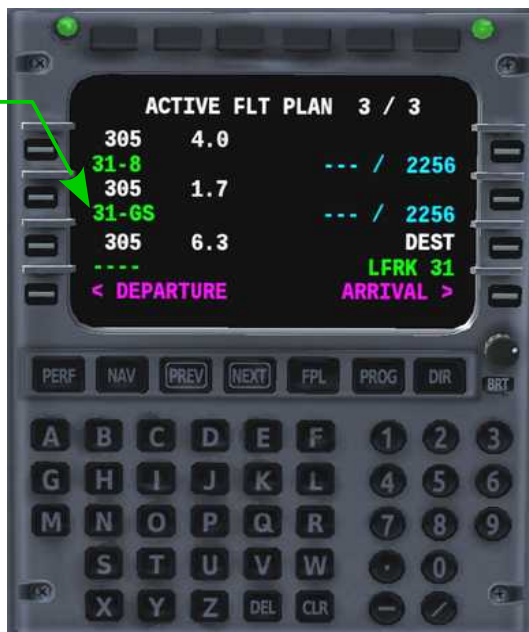 ACTIVE FLT PLAN 3 / 3
305 4.0
31-8 --- / 2256
305 1.7
31-GS --- / 2256
305 6.3 DEST
---- LFRK 31
< DEPARTURE ARRIVAL >
PERF NAV PREV NEXT FPL PROG DIR BRT
A B C D E F 1 2 3
G H I J K L 4 5 6
M N O P Q R 7 8 9
S T U V W . 0
X Y Z DEL CLR - /